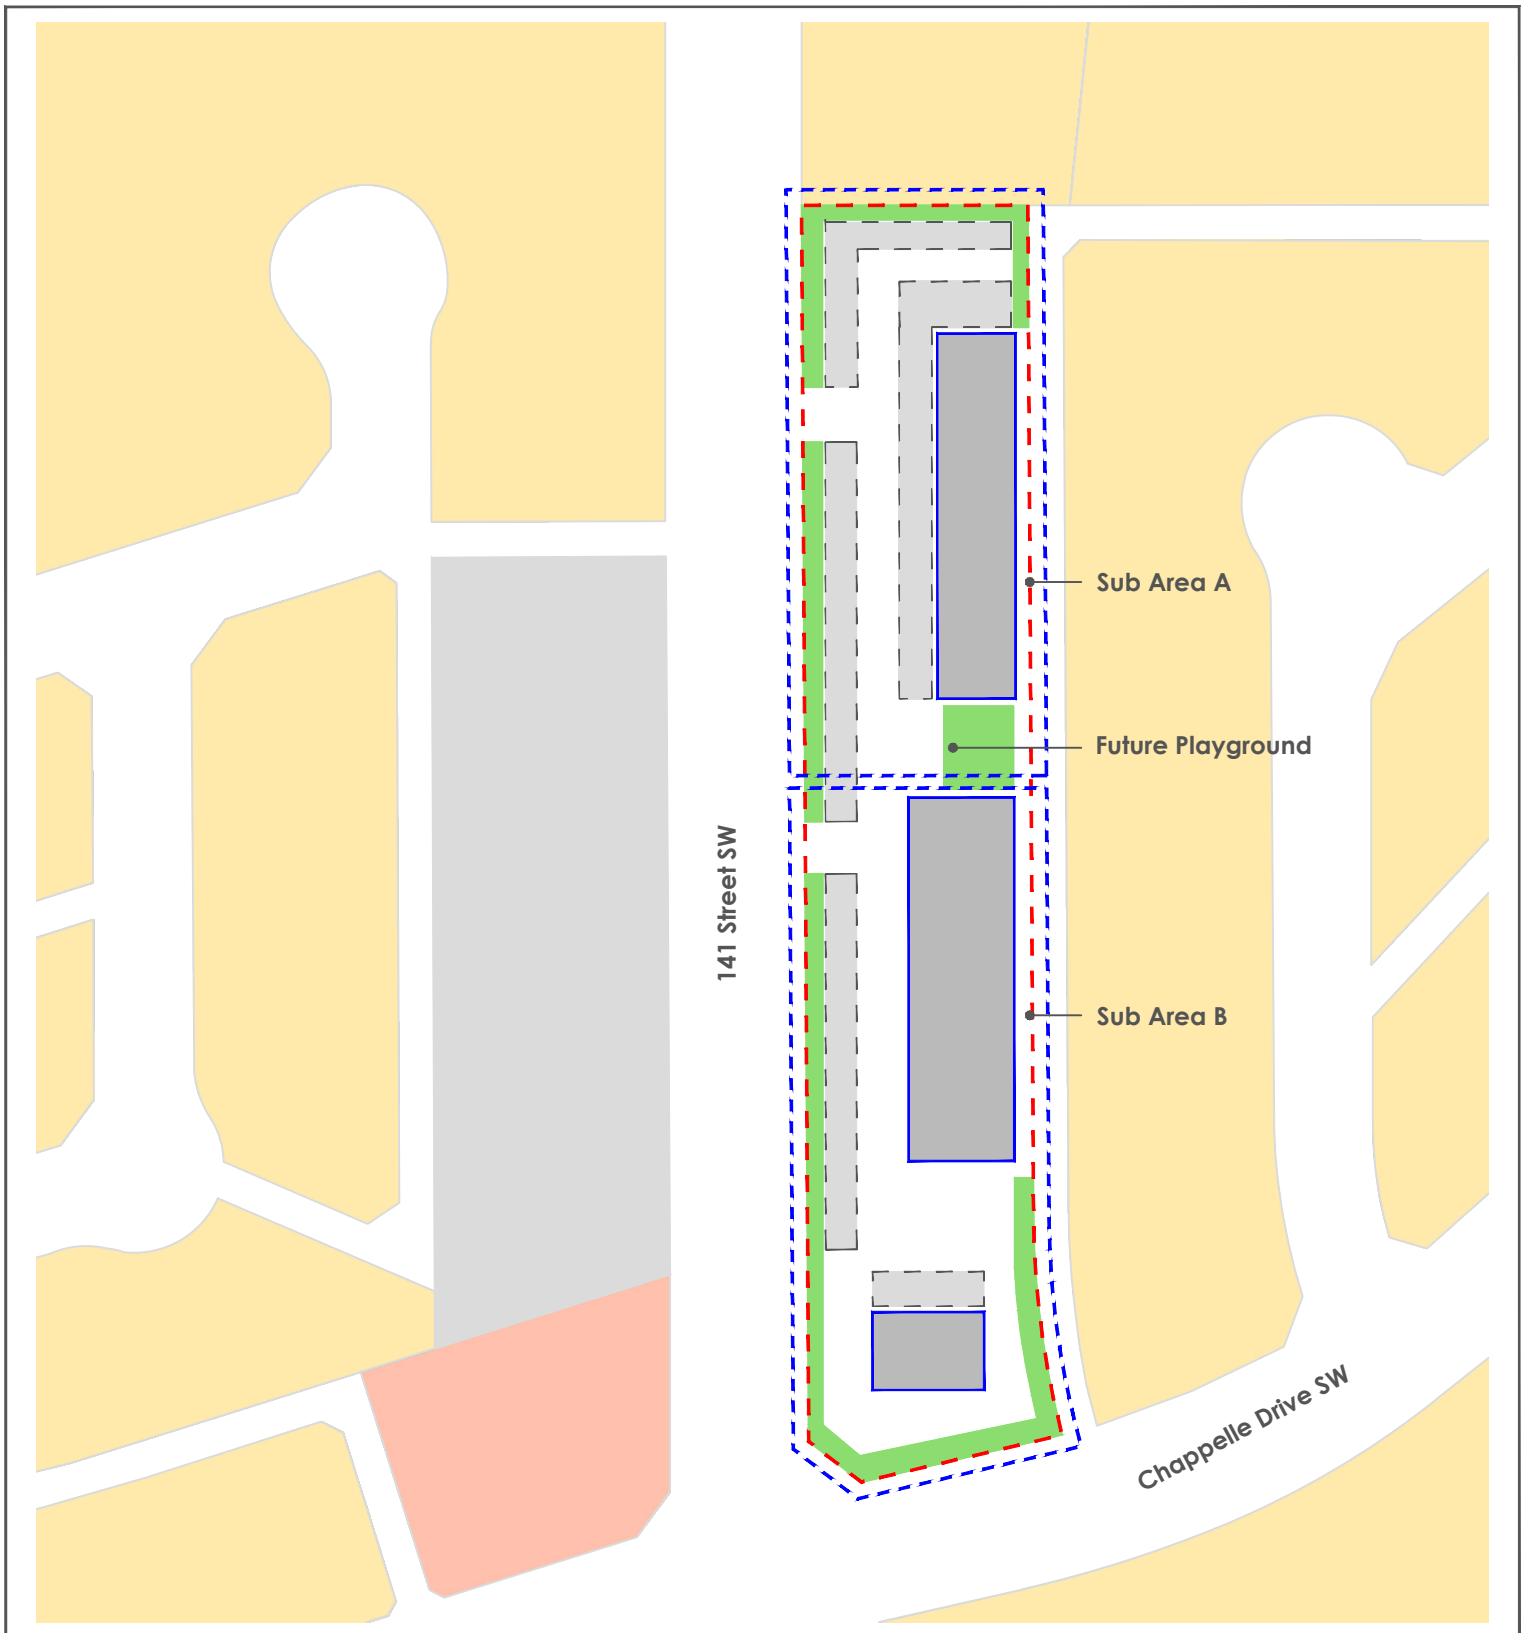 Sub Area A
Future Playground
141 Street SW
Sub Area B
Chappelle Drive SW